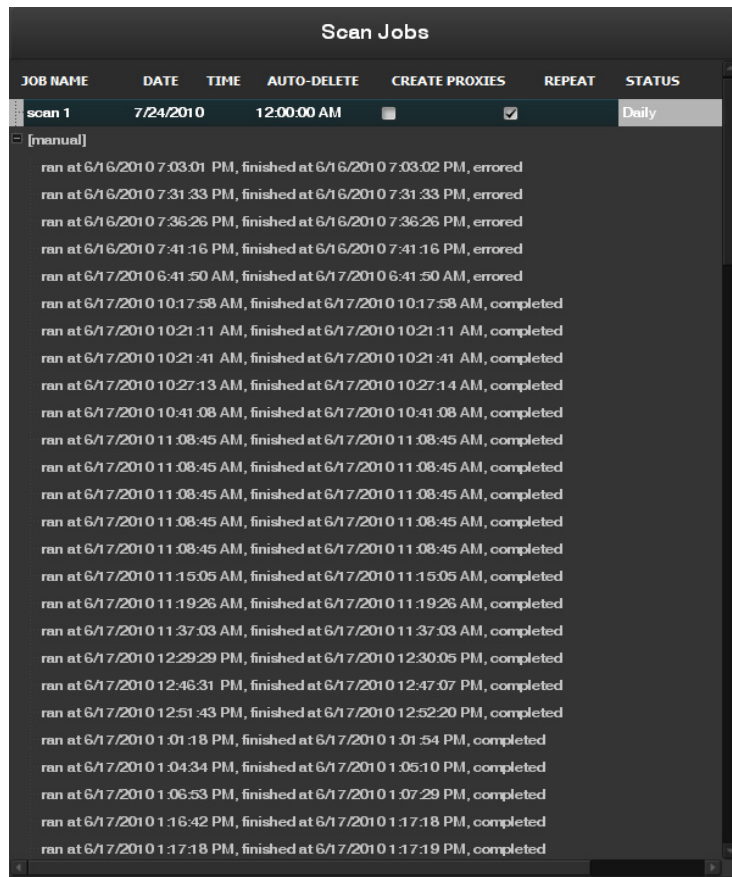 Scan Jobs
JOB NAME DATE TIME AUTO-DELETE CREATE PROXIES REPEAT STATUS
scan 1 7/24/2010 12:00:00 AM Daily
[manual]
ran at 6/16/2010 7:03:01 PM, finished at 6/16/2010 7:03:02 PM, errored
ran at 6/16/2010 7:31:33 PM, finished at 6/16/2010 7:31:33 PM, errored
ran at 6/16/2010 7:36:26 PM, finished at 6/16/2010 7:36:26 PM, errored
ran at 6/16/2010 7:41:16 PM, finished at 6/16/2010 7:41:16 PM, errored
ran at 6/17/2010 6:41:50 AM, finished at 6/17/2010 6:41:50 AM, errored
ran at 6/17/2010 10:17:58 AM, finished at 6/17/2010 10:17:58 AM, completed
ran at 6/17/2010 10:21:11 AM, finished at 6/17/2010 10:21:11 AM, completed
ran at 6/17/2010 10:21:41 AM, finished at 6/17/2010 10:21:41 AM, completed
ran at 6/17/2010 10:27:13 AM, finished at 6/17/2010 10:27:14 AM, completed
ran at 6/17/2010 10:41:08 AM, finished at 6/17/2010 10:41:08 AM, completed
ran at 6/17/2010 11:08:45 AM, finished at 6/17/2010 11:08:45 AM, completed
ran at 6/17/2010 11:08:45 AM, finished at 6/17/2010 11:08:45 AM, completed
ran at 6/17/2010 11:08:45 AM, finished at 6/17/2010 11:08:45 AM, completed
ran at 6/17/2010 11:08:45 AM, finished at 6/17/2010 11:08:45 AM, completed
ran at 6/17/2010 11:08:45 AM, finished at 6/17/2010 11:08:45 AM, completed
ran at 6/17/2010 11:15:05 AM, finished at 6/17/2010 11:15:05 AM, completed
ran at 6/17/2010 11:19:26 AM, finished at 6/17/2010 11:19:26 AM, completed
ran at 6/17/2010 11:37:03 AM, finished at 6/17/2010 11:37:03 AM, completed
ran at 6/17/2010 12:29:29 PM, finished at 6/17/2010 12:30:05 PM, completed
ran at 6/17/2010 12:46:31 PM, finished at 6/17/2010 12:47:07 PM, completed
ran at 6/17/2010 12:51:43 PM, finished at 6/17/2010 12:52:20 PM, completed
ran at 6/17/2010 1:01:18 PM, finished at 6/17/2010 1:01:54 PM, completed
ran at 6/17/2010 1:04:34 PM, finished at 6/17/2010 1:05:10 PM, completed
ran at 6/17/2010 1:06:53 PM, finished at 6/17/2010 1:07:29 PM, completed
ran at 6/17/2010 1:16:42 PM, finished at 6/17/2010 1:17:18 PM, completed
ran at 6/17/2010 1:17:18 PM, finished at 6/17/2010 1:17:19 PM, completed